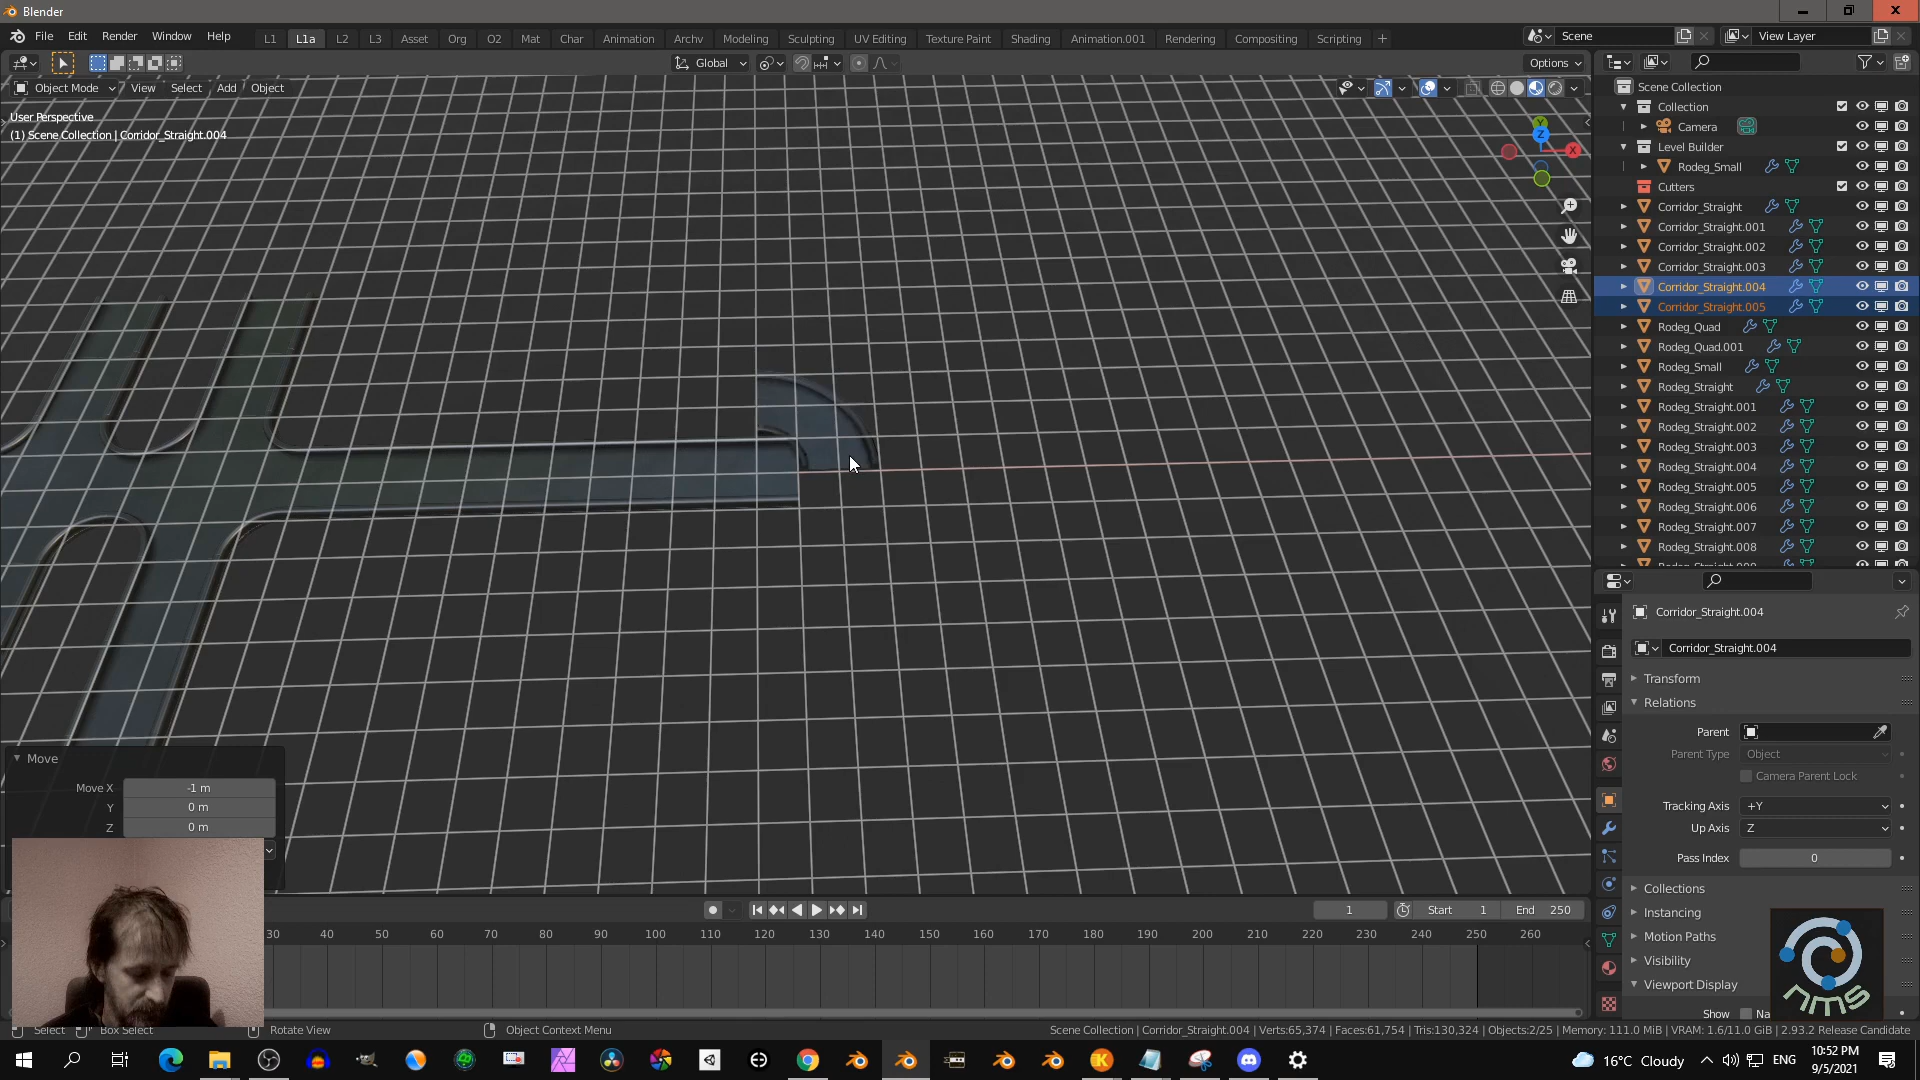 Blender
File Edit Render Window Help
L1 L1a L2 L3 Asset Org O2 Mat Char Animation Archv Modeling Sculpting UV Editing Texture Paint Shading Animation.001 Rendering Compositing Scripting +
Scene
View Layer
Global
Options
Object Mode View Select Add Object
User Perspective
(1) Scene Collection | Corridor_Straight.004
Y
Z
X
Scene Collection
Collection
Camera
Level Builder
Rodeg_Small
Cutters
Corridor_Straight
Corridor_Straight.001
Corridor_Straight.002
Corridor_Straight.003
Corridor_Straight.004
Corridor_Straight.005
Rodeg_Quad
Rodeg_Quad.001
Rodeg_Small
Rodeg_Straight
Rodeg_Straight.001
Rodeg_Straight.002
Rodeg_Straight.003
Rodeg_Straight.004
Rodeg_Straight.005
Rodeg_Straight.006
Rodeg_Straight.007
Rodeg_Straight.008
Corridor_Straight.004
Corridor_Straight.004
Transform
Relations
Parent
Parent Type Object
Camera Parent Lock
Tracking Axis +Y
Up Axis Z
Pass Index 0
Collections
Instancing
Motion Paths
Visibility
Viewport Display
Show
nms
Move
Move X -1 m
Y 0 m
Z 0 m
1 Start 1 End 250
30 40 50 60 70 80 90 100 110 120 130 140 150 160 170 180 190 200 210 220 230 240 250 260
Select Box Select Rotate View Object Context Menu
Scene Collection | Corridor_Straight.004 | Verts:65,374 | Faces:61,754 | Tris:130,324 | Objects:2/25 | Memory: 111.0 MiB | VRAM: 1.6/11.0 GiB | 2.93.2 Release Candidate
16°C Cloudy
ENG
10:52 PM
9/5/2021